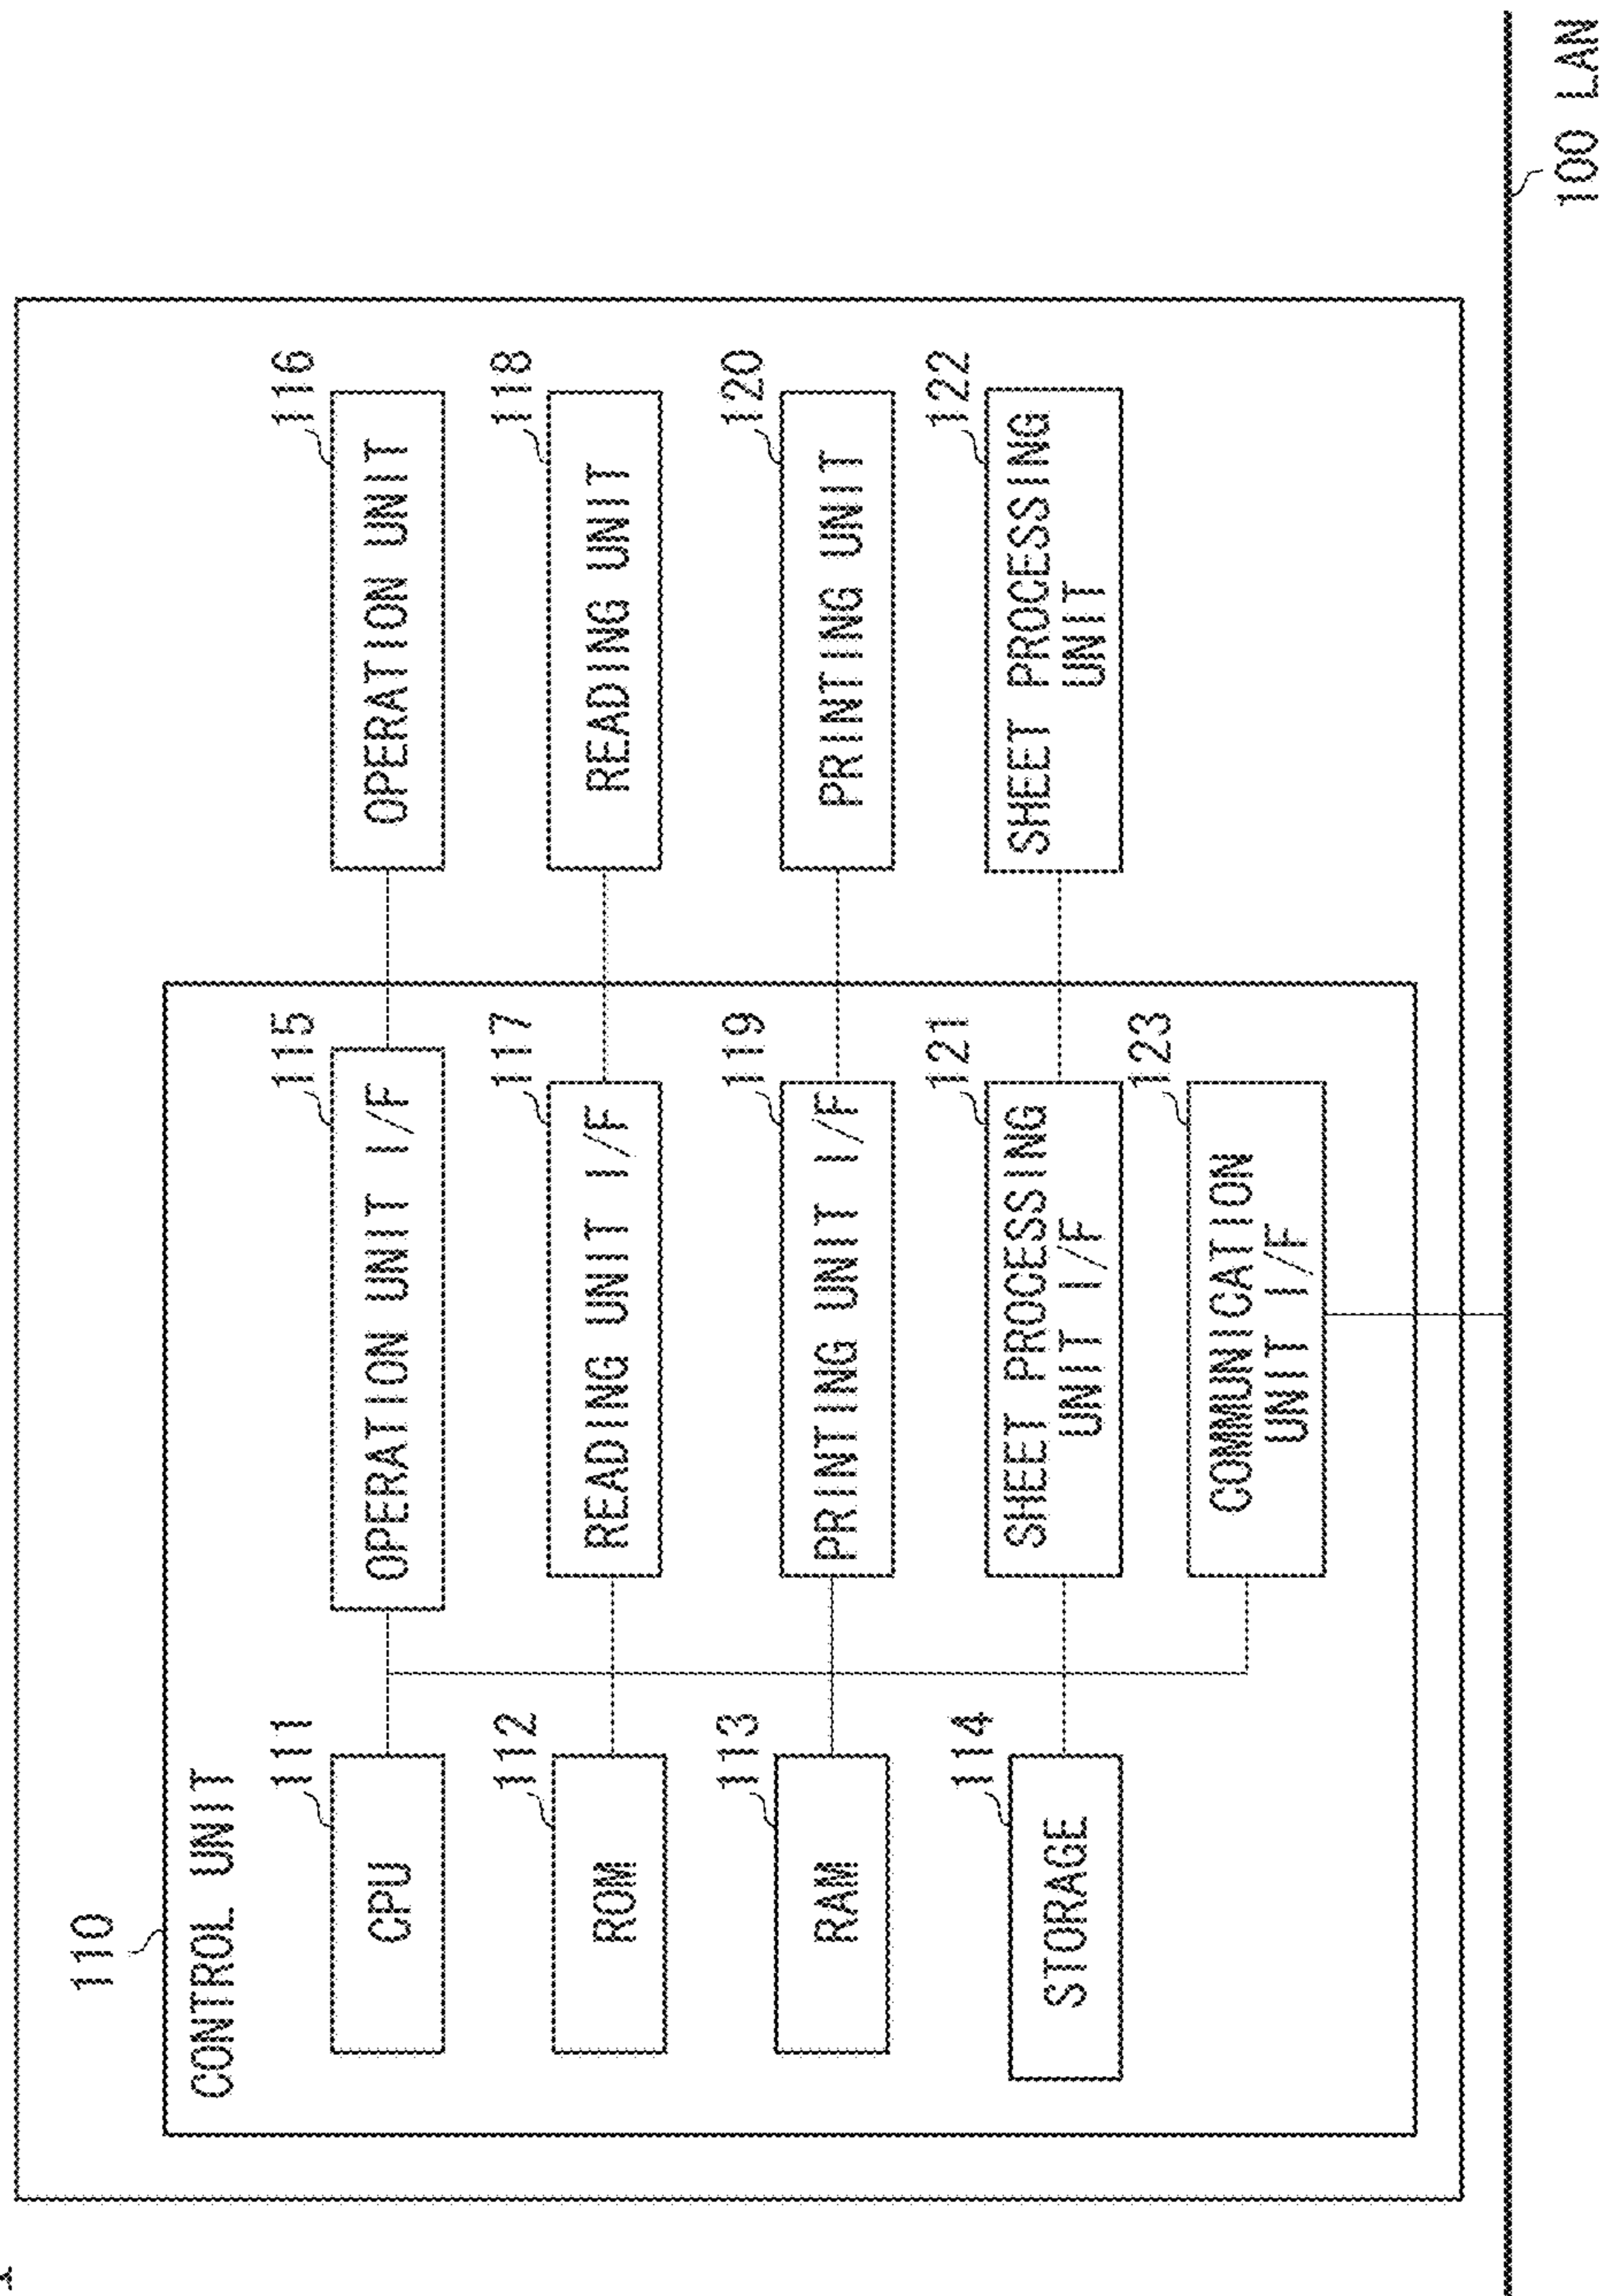 110
CONTROL UNIT
111
CPU
115
OPERATION UNIT I/F
116
OPERATION UNIT
112
ROM
117
READING UNIT I/F
118
READING UNIT
113
RAM
119
PRINTING UNIT I/F
120
PRINTING UNIT
114
STORAGE
121
SHEET PROCESSING
UNIT I/F
122
SHEET PROCESSING
UNIT
123
COMMUNICATION
UNIT I/F
100 LAN